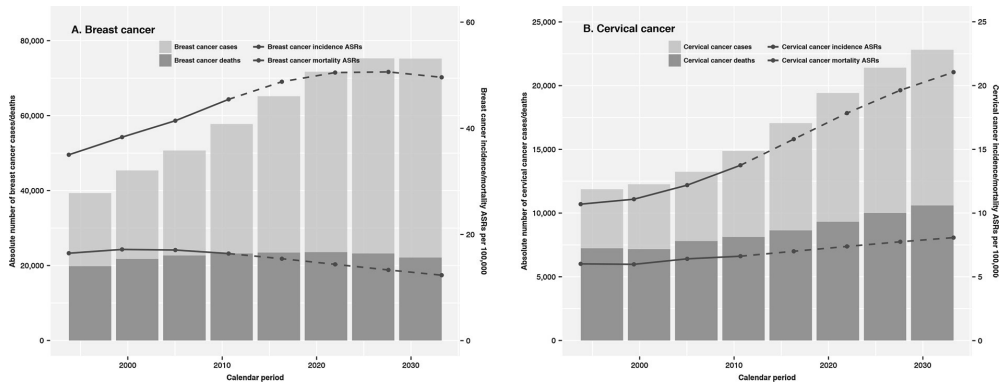 A. Breast cancer
Breast cancer cases
Breast cancer incidence ASRs
Breast cancer deaths
Breast cancer mortality ASRs
80,000
60,000
40,000
20,000
0
Absolute number of breast cancer cases/deaths
60
40
20
0
Breast cancer incidence/mortality ASRs per 100,000
2000
2010
2020
2030
Calendar period
B. Cervical cancer
Cervical cancer cases
Cervical cancer incidence ASRs
Cervical cancer deaths
Cervical cancer mortality ASRs
25,000
20,000
15,000
10,000
5,000
0
Absolute number of cervical cancer cases/deaths
25
20
15
10
5
0
Cervical cancer incidence/mortality ASRs per 100,000
2000
2010
2020
2030
Calendar period